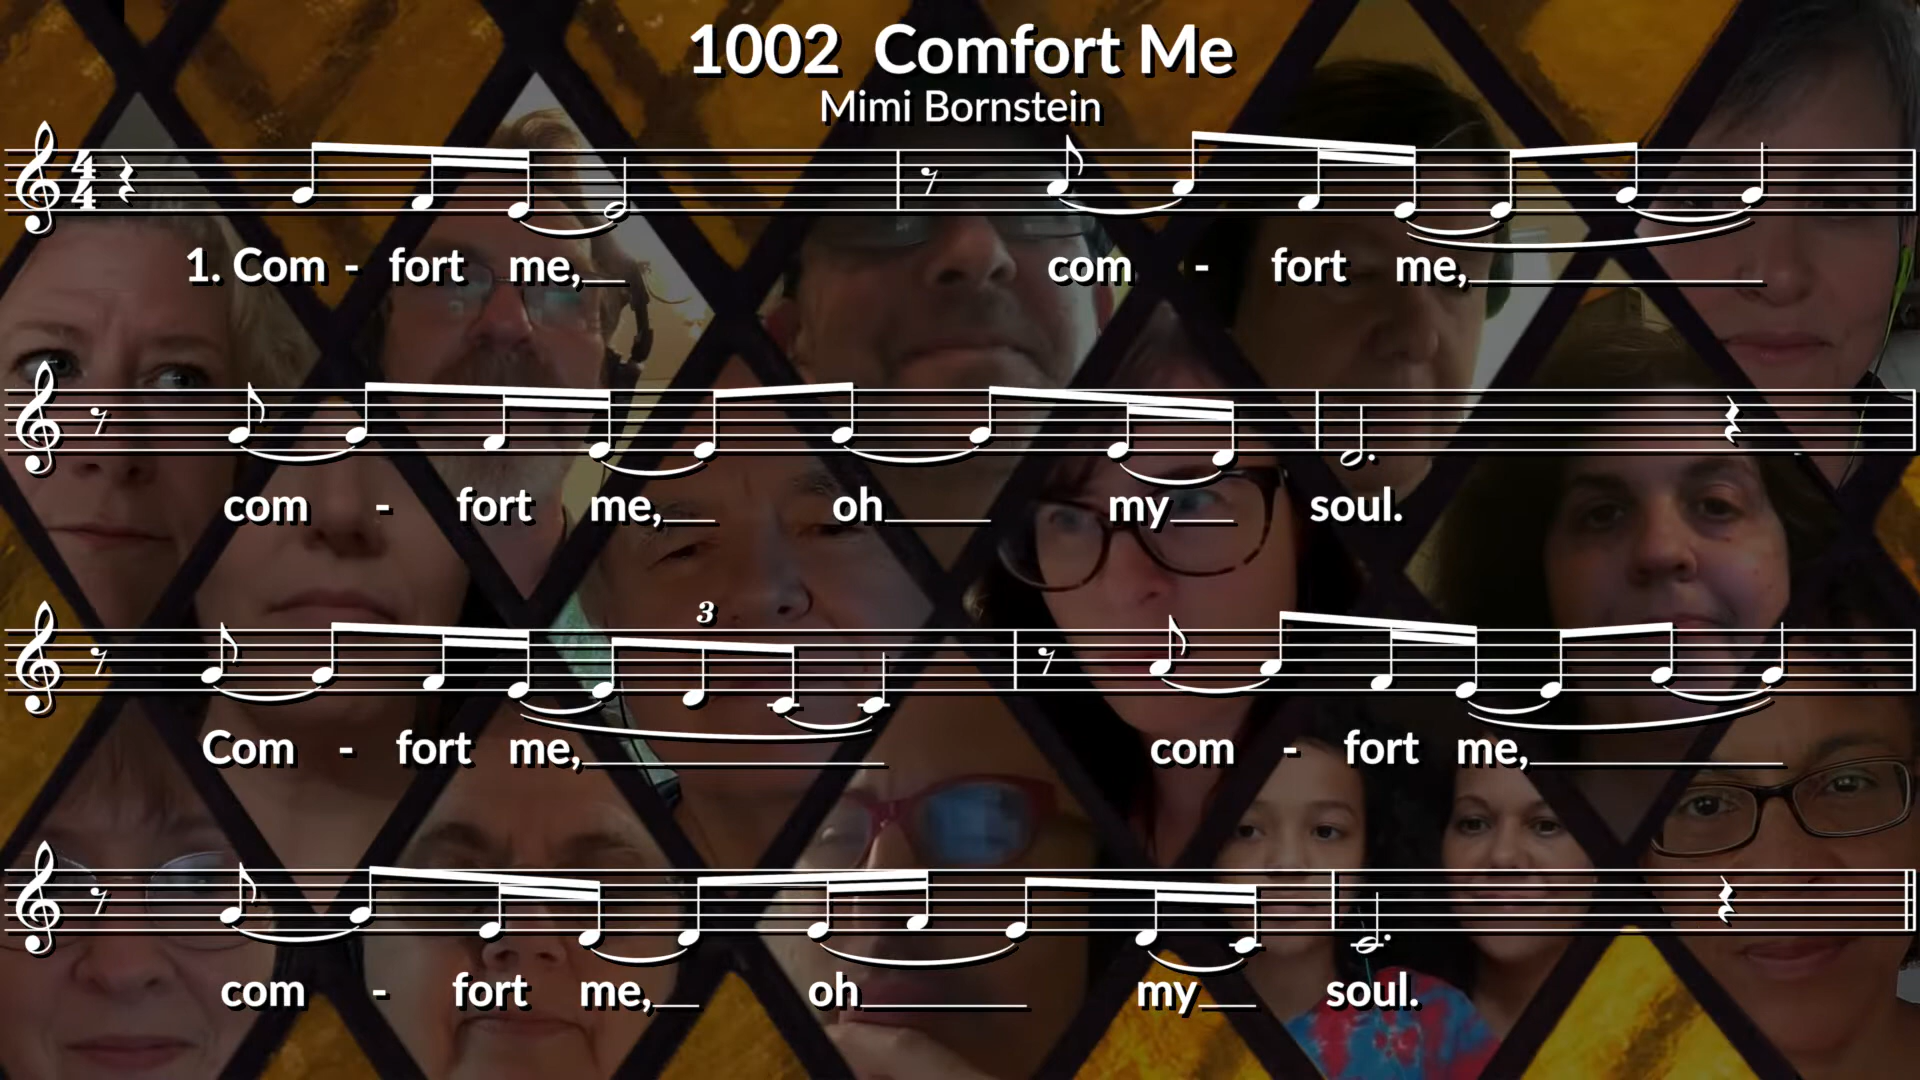 1002 Comfort Me
Mimi Bornstein
3
1. Com - fort me, com - fort me,
com - fort me, oh my soul.
Com - fort me, com - fort me,
com - fort me, oh my soul.